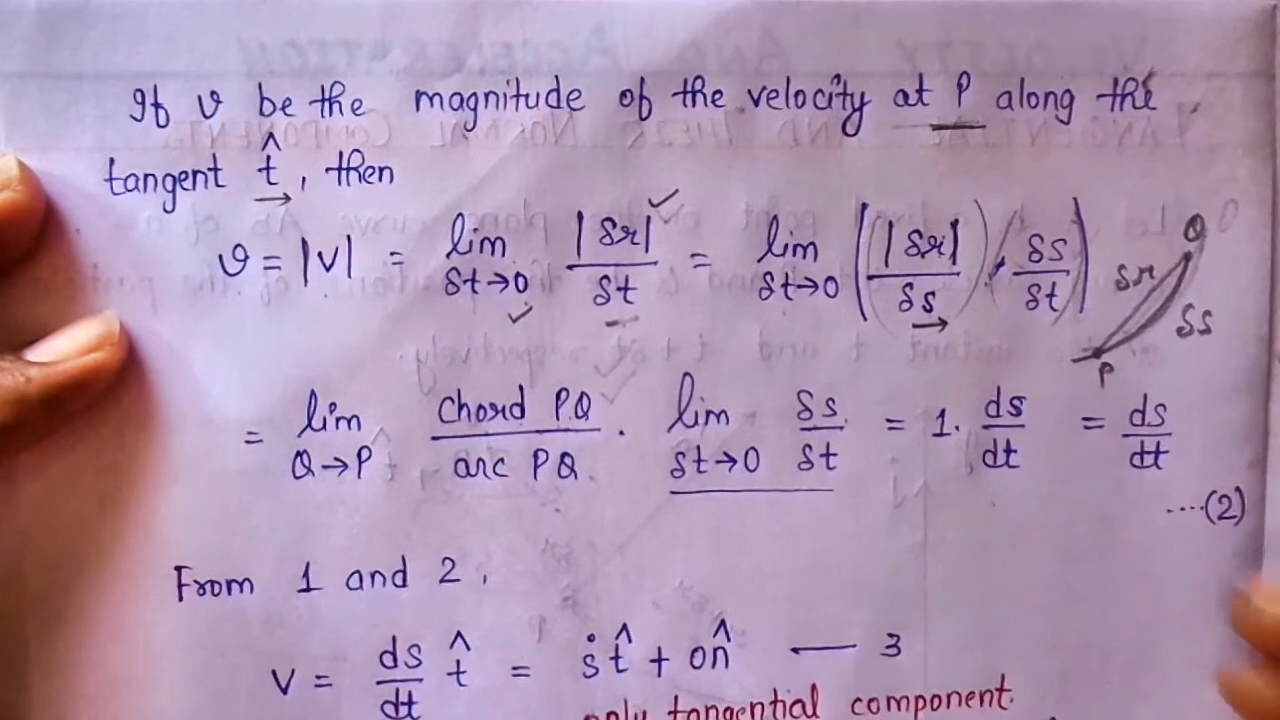 If v be the magnitude of the velocity at P along the
tangent t̂, then
v = |v| = lim δt→0 |δr|/δt = lim δt→0 (|δr|/δs · δs/δt)
Q
δr
δs
P
= lim Q→P Chord PQ/arc PQ. lim δt→0 δs/δt = 1. ds/dt = ds/dt
....(2)
From 1 and 2,
v = ds/dt t̂ = ṡt̂ + 0n̂ — 3
only tangential component.